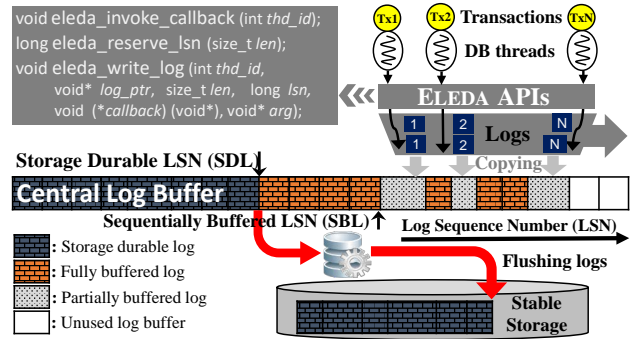 void eleda_invoke_callback (int thd_id);
long eleda_reserve_lsn (size_t len);
void eleda_write_log (int thd_id,
void* log_ptr, size_t len, long lsn,
void (*callback) (void*), void* arg);
Tx1 Tx2 TxN Transactions
DB threads
ELEDA APIS
1 2 N Logs
1 2 N
Copying
Storage Durable LSN (SDL)
Central Log Buffer
Sequentially Buffered LSN (SBL)
Log Sequence Number (LSN)
: Storage durable log
: Fully buffered log
: Partially buffered log
: Unused log buffer
Flushing logs
Stable
Storage